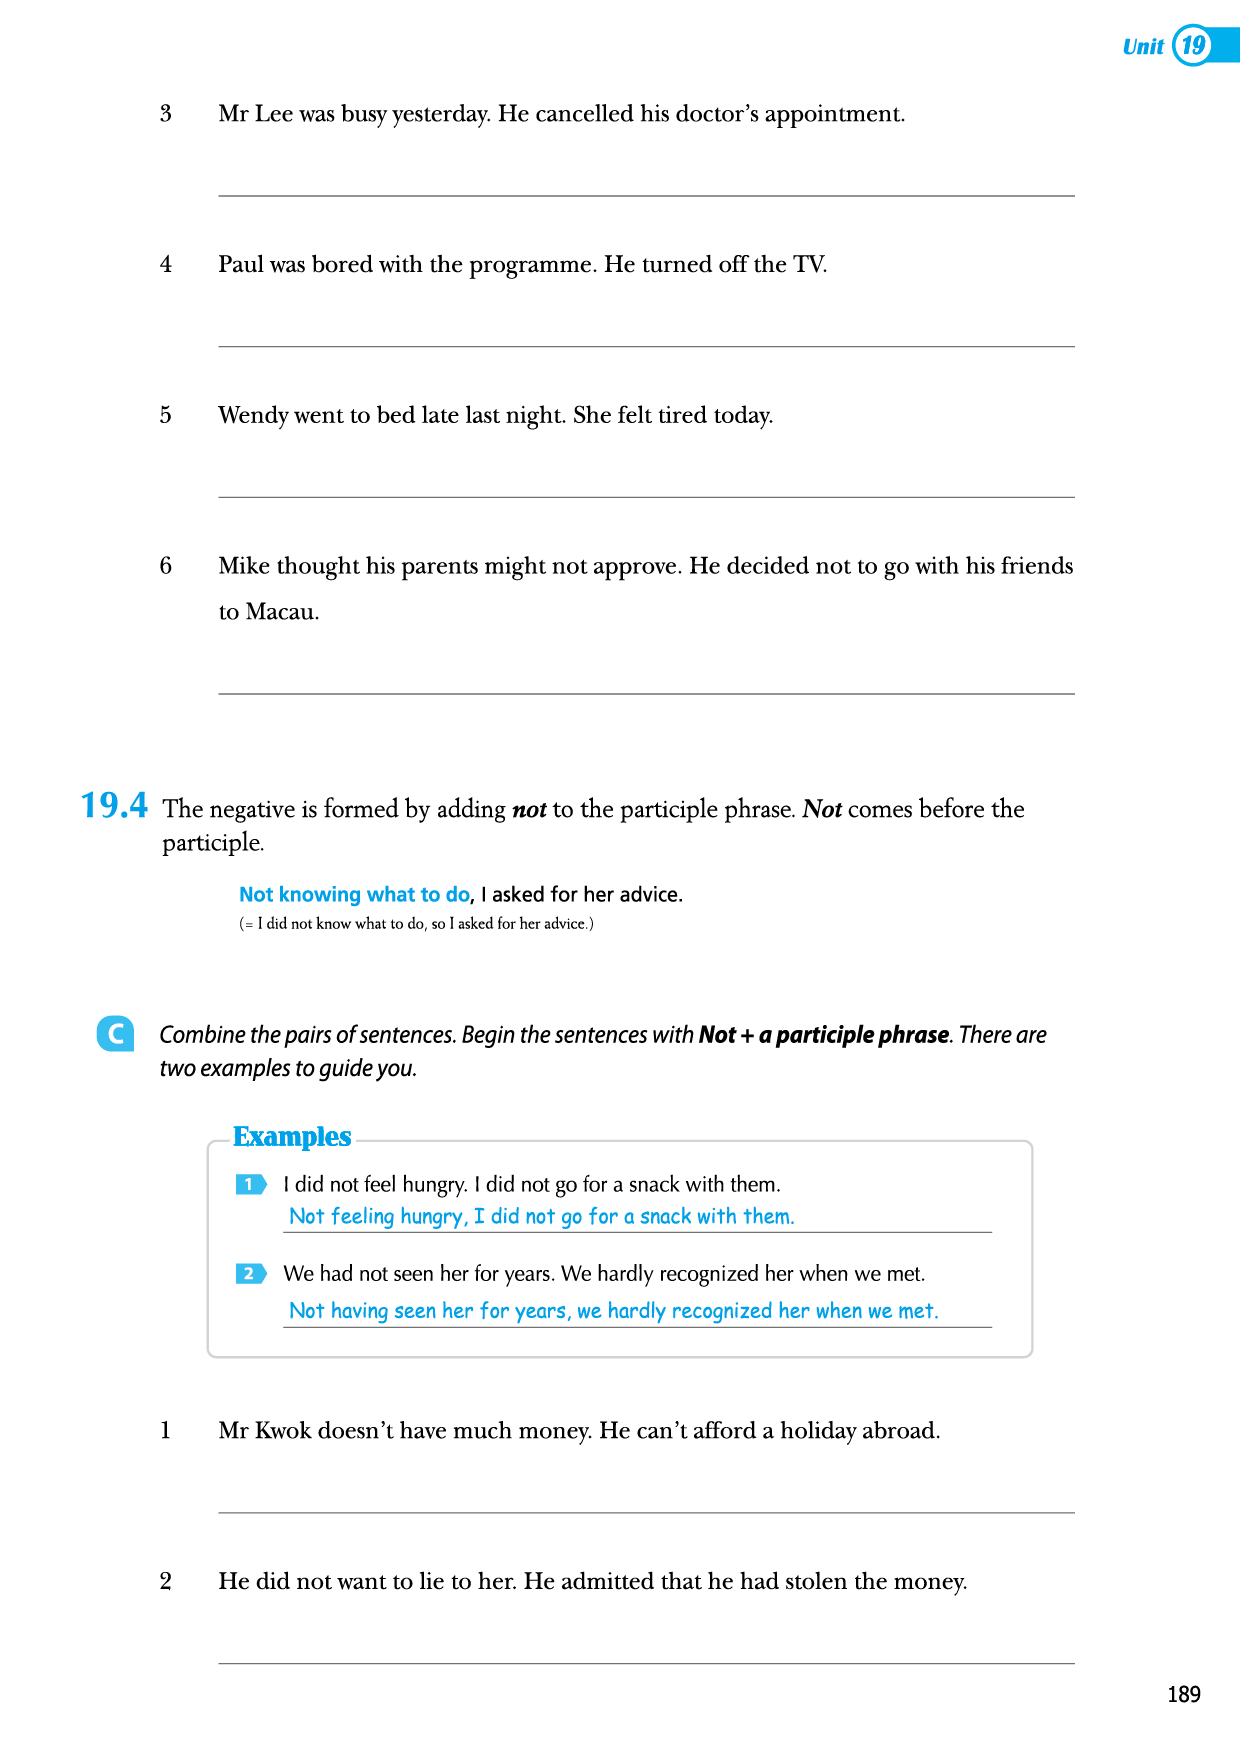 Unit 19
3 Mr Lee was busy yesterday. He cancelled his doctor’s appointment.
4 Paul was bored with the programme. He turned off the TV.
5 Wendy went to bed late last night. She felt tired today.
6 Mike thought his parents might not approve. He decided not to go with his friends
to Macau.
19.4 The negative is formed by adding not to the participle phrase. Not comes before the
participle.
Not knowing what to do, I asked for her advice.
(= I did not know what to do, so I asked for her advice.)
C Combine the pairs of sentences. Begin the sentences with Not + a participle phrase. There are
two examples to guide you.
Examples
1 I did not feel hungry. I did not go for a snack with them.
Not feeling hungry, I did not go for a snack with them.
2 We had not seen her for years. We hardly recognized her when we met.
Not having seen her for years, we hardly recognized her when we met.
1 Mr Kwok doesn’t have much money. He can’t afford a holiday abroad.
2 He did not want to lie to her. He admitted that he had stolen the money.
189